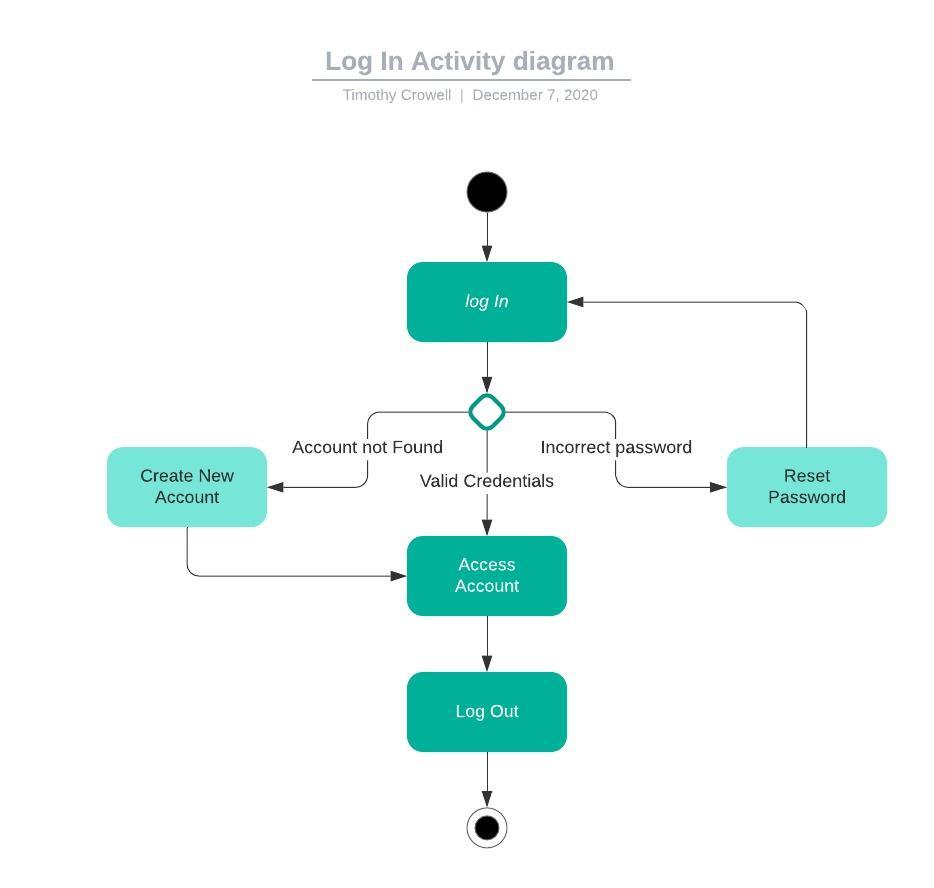 Log In Activity diagram
Timothy Crowell | December 7, 2020
log In
Account not Found
Incorrect password
Create New
Account
Valid Credentials
Reset
Password
Access
Account
Log Out